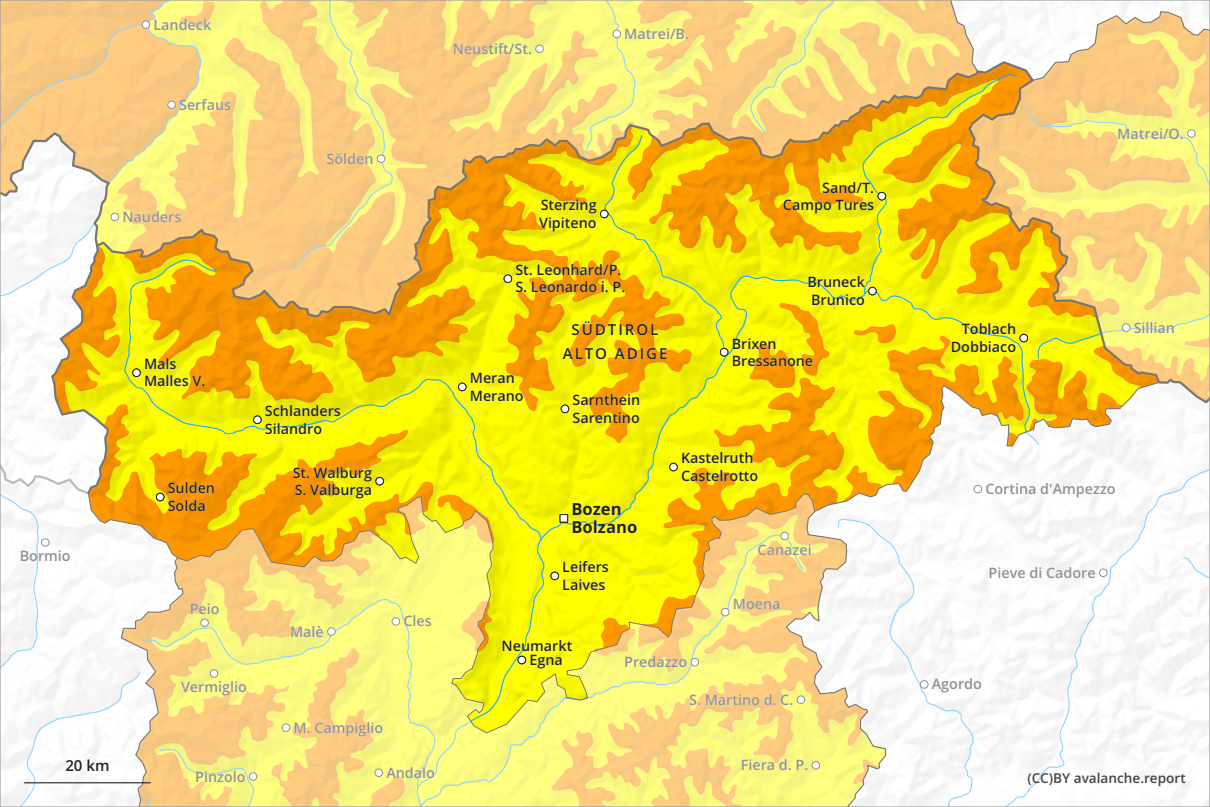 Landeck
Matrei/B.
Neustift/St.
Serfaus
Matrei/O.
Sölden
Sand/T.
Campo Tures
Sterzing
Vipiteno
Nauders
St. Leonhard/P.
S. Leonardo i. P.
Bruneck
Brunico
SÜDTIROL
ALTO ADIGE
Toblach
Dobbiaco
Sillian
Brixen
Bressanone
Mals
Malles V.
Meran
Merano
Sarnthein
Sarentino
Schlanders
Silandro
Kastelruth
Castelrotto
St. Walburg
S. Valburga
Sulden
Solda
Cortina d'Ampezzo
Bozen
Bolzano
Bormio
Canazei
Leifers
Laives
Pieve di Cadore
Peio
Moena
Cles
Malè
Neumarkt
Egna
Predazzo
Vermiglio
Agordo
S. Martino d. C.
M. Campiglio
Fiera d. P.
20 km
Pinzolo
Andalo
(CC)BY avalanche.report